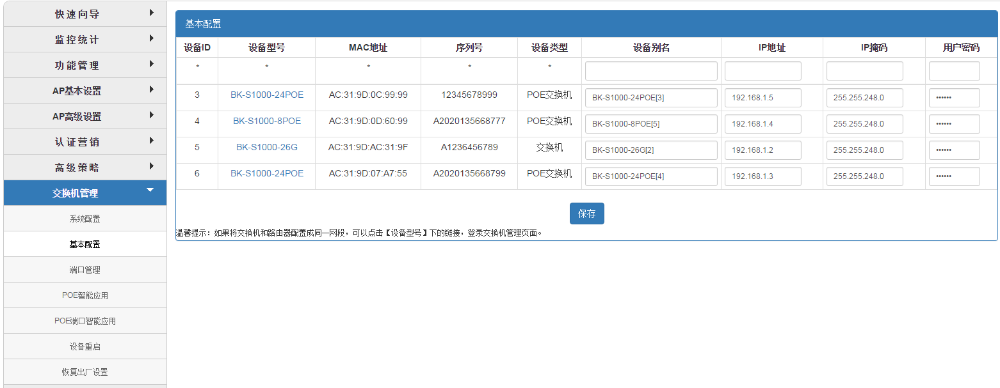 快速向导
监控统计
功能管理
AP基本设置
AP高级设置
认证营销
高级策略
交换机管理
系统配置
基本配置
端口管理
POE智能应用
POE端口智能应用
设备重启
恢复出厂设置
基本配置
设备ID 设备型号 MAC地址 序列号 设备类型 设备别名 IP地址 IP掩码 用户密码
* * * * *
3 BK-S1000-24POE AC:31:9D:0C:99:99 12345678999 POE交换机 BK-S1000-24POE[3] 192.168.1.5 255.255.248.0 ••••••
4 BK-S1000-8POE AC:31:9D:0D:60:99 A2020135668777 POE交换机 BK-S1000-8POE[5] 192.168.1.4 255.255.248.0 ••••••
5 BK-S1000-26G AC:31:9D:AC:31:9F A1236456789 交换机 BK-S1000-26G[2] 192.168.1.2 255.255.248.0 ••••••
6 BK-S1000-24POE AC:31:9D:07:A7:55 A2020135668799 POE交换机 BK-S1000-24POE[4] 192.168.1.3 255.255.248.0 ••••••
保存
温馨提示：如果将交换机和路由器配置成同一网段，可以点击【设备型号】下的链接，登录交换机管理页面。